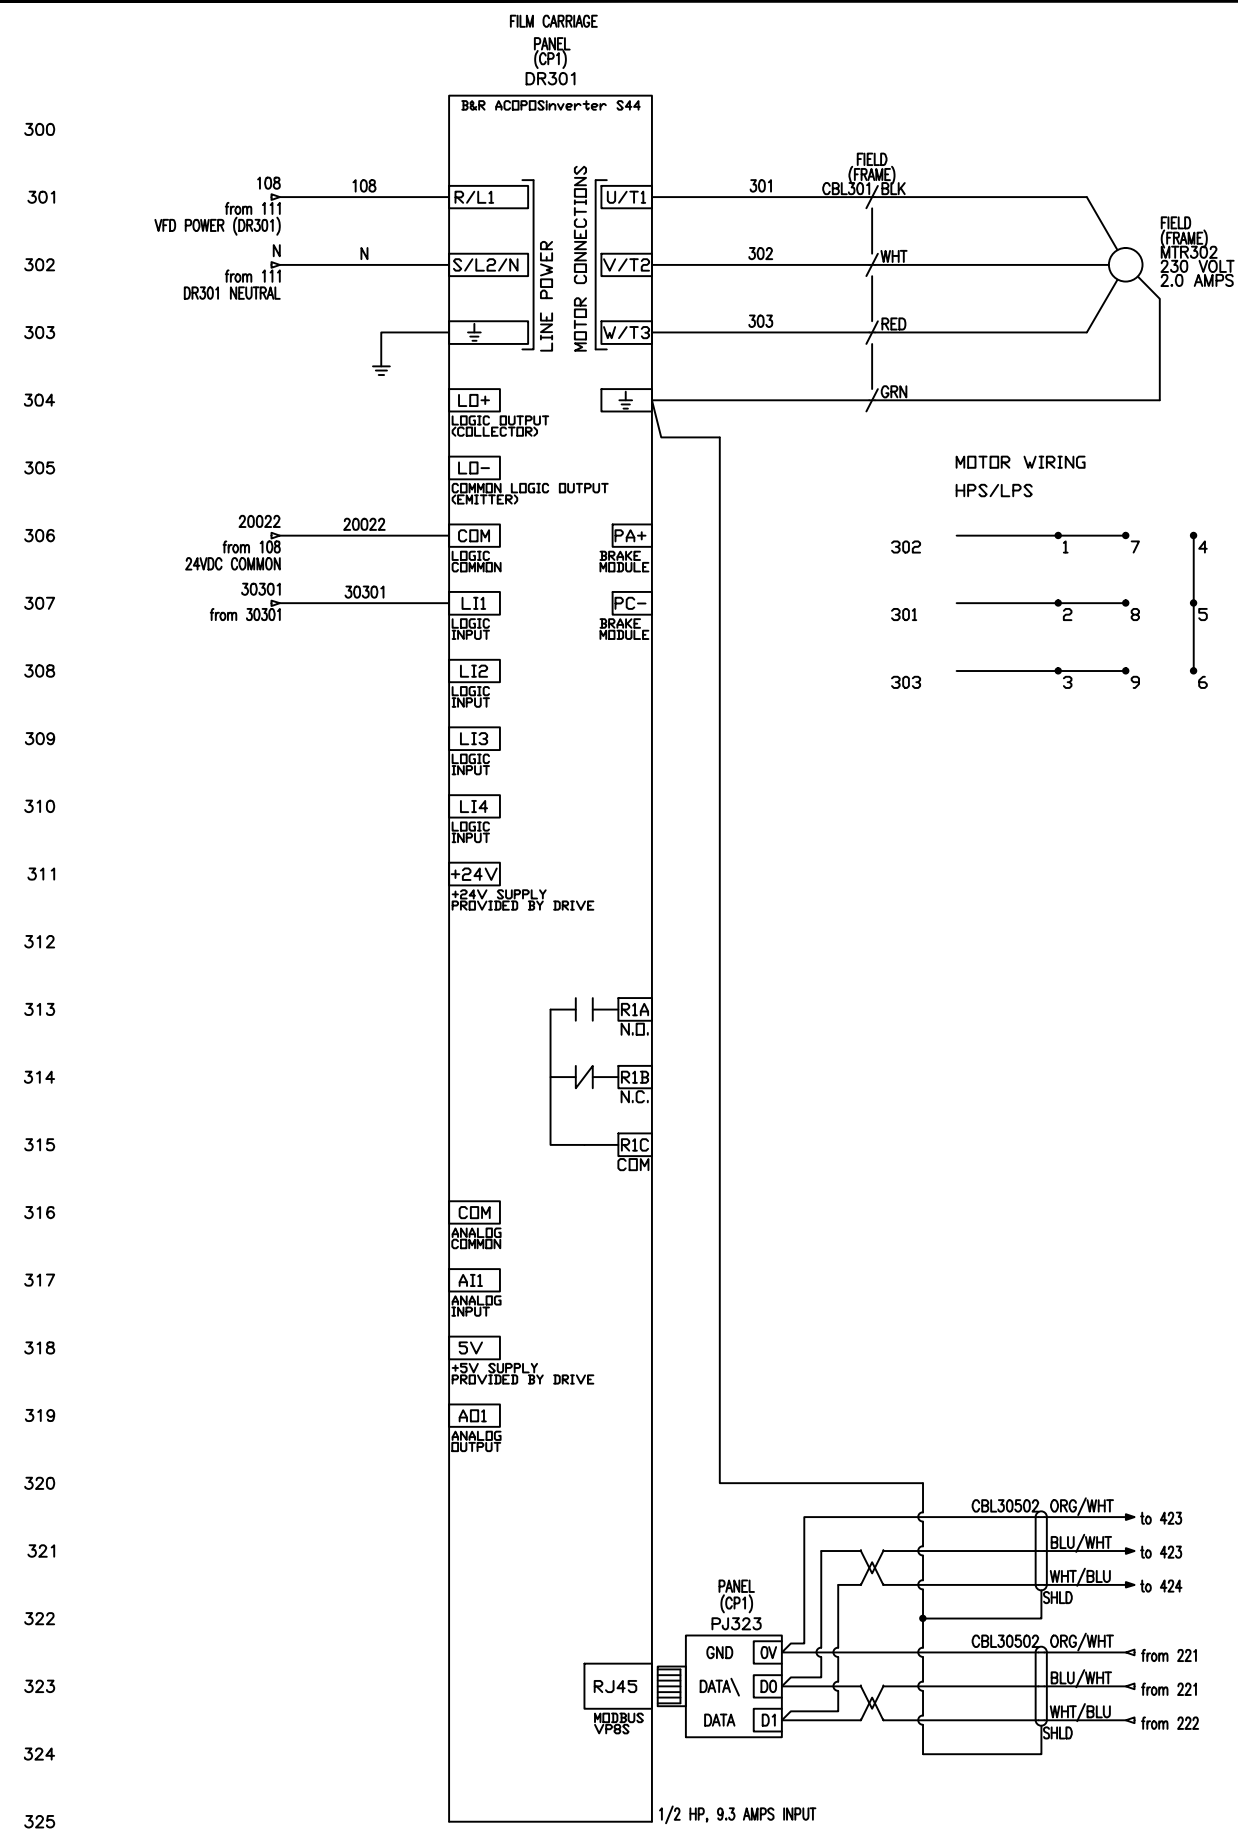 FILM CARRIAGE
PANEL
(CP1)
DR301
B&R ACOPOSInverter S44
300
301
108
from 111
VFD POWER (DR301)
108
R/L1
U/T1
301
FIELD
(FRAME)
CBL301 BLK
302
N
from 111
DR301 NEUTRAL
N
S/L2/N
LINE POWER
MOTOR CONNECTIONS
V/T2
302
WHT
FIELD
(FRAME)
MTR302
230 VOLT
2.0 AMPS
303
W/T3
303
RED
304
LO+
LOGIC OUTPUT
(COLLECTOR)
GRN
305
LO-
COMMON LOGIC OUTPUT
(EMITTER)
MOTOR WIRING
HPS/LPS
306
20022
from 108
24VDC COMMON
20022
COM
LOGIC
COMMON
PA+
BRAKE
MODULE
302
1
7
4
307
30301
from 30301
30301
LI1
LOGIC
INPUT
PC-
BRAKE
MODULE
301
2
8
5
308
LI2
LOGIC
INPUT
303
3
9
6
309
LI3
LOGIC
INPUT
310
LI4
LOGIC
INPUT
311
+24V
+24V SUPPLY
PROVIDED BY DRIVE
312
313
R1A
N.O.
314
R1B
N.C.
315
R1C
COM
316
COM
ANALOG
COMMON
317
AI1
ANALOG
INPUT
318
5V
+5V SUPPLY
PROVIDED BY DRIVE
319
AO1
ANALOG
OUTPUT
320
CBL30502 ORG/WHT
to 423
321
BLU/WHT
to 423
WHT/BLU
to 424
SHLD
322
PANEL
(CP1)
PJ323
GND
0V
CBL30502 ORG/WHT
from 221
323
RJ45
MODBUS
VP8S
DATA\
D0
BLU/WHT
from 221
DATA
D1
WHT/BLU
from 222
SHLD
324
325
1/2 HP, 9.3 AMPS INPUT